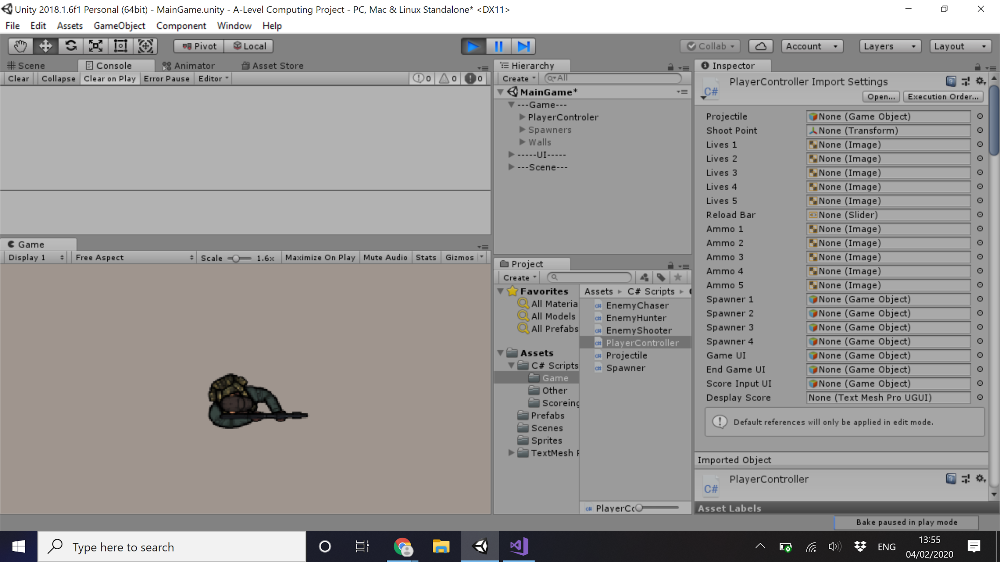 Unity 2018.1.6f1 Personal (64bit) - MainGame.unity - A-Level Computing Project - PC, Mac & Linux Standalone* <DX11>
File Edit Assets GameObject Component Window Help
Pivot Local Collab Account Layers Layout
Scene Console Animator Asset Store
Clear Collapse Clear on Play Error Pause Editor 0 0 0
Game
Display 1 Free Aspect Scale 1.6x Maximize On Play Mute Audio Stats Gizmos
Hierarchy
Create All
MainGame*
---Game---
PlayerControler
Spawners
Walls
-----UI-----
---Scene---
Project
Create
Favorites
All Materia
All Models
All Prefabs
Assets
C# Scripts
Game
Other
Scoreing
Prefabs
Scenes
Sprites
TextMesh
Assets C# Scripts
C# EnemyChaser
C# EnemyHunter
C# EnemyShooter
C# PlayerController
C# Projectile
C# Spawner
C# PlayerCo
Inspector
C# PlayerController Import Settings
Open... Execution Order...
Projectile None (Game Object)
Shoot Point None (Transform)
Lives 1 None (Image)
Lives 2 None (Image)
Lives 3 None (Image)
Lives 4 None (Image)
Lives 5 None (Image)
Reload Bar None (Slider)
Ammo 1 None (Image)
Ammo 2 None (Image)
Ammo 3 None (Image)
Ammo 4 None (Image)
Ammo 5 None (Image)
Spawner 1 None (Game Object)
Spawner 2 None (Game Object)
Spawner 3 None (Game Object)
Spawner 4 None (Game Object)
Game UI None (Game Object)
End Game UI None (Game Object)
Score Input UI None (Game Object)
Desplay Score None (Text Mesh Pro UGUI)
Default references will only be applied in edit mode.
Imported Object
C# PlayerController
Asset Labels
Bake paused in play mode
Type here to search
ENG
13:55
04/02/2020